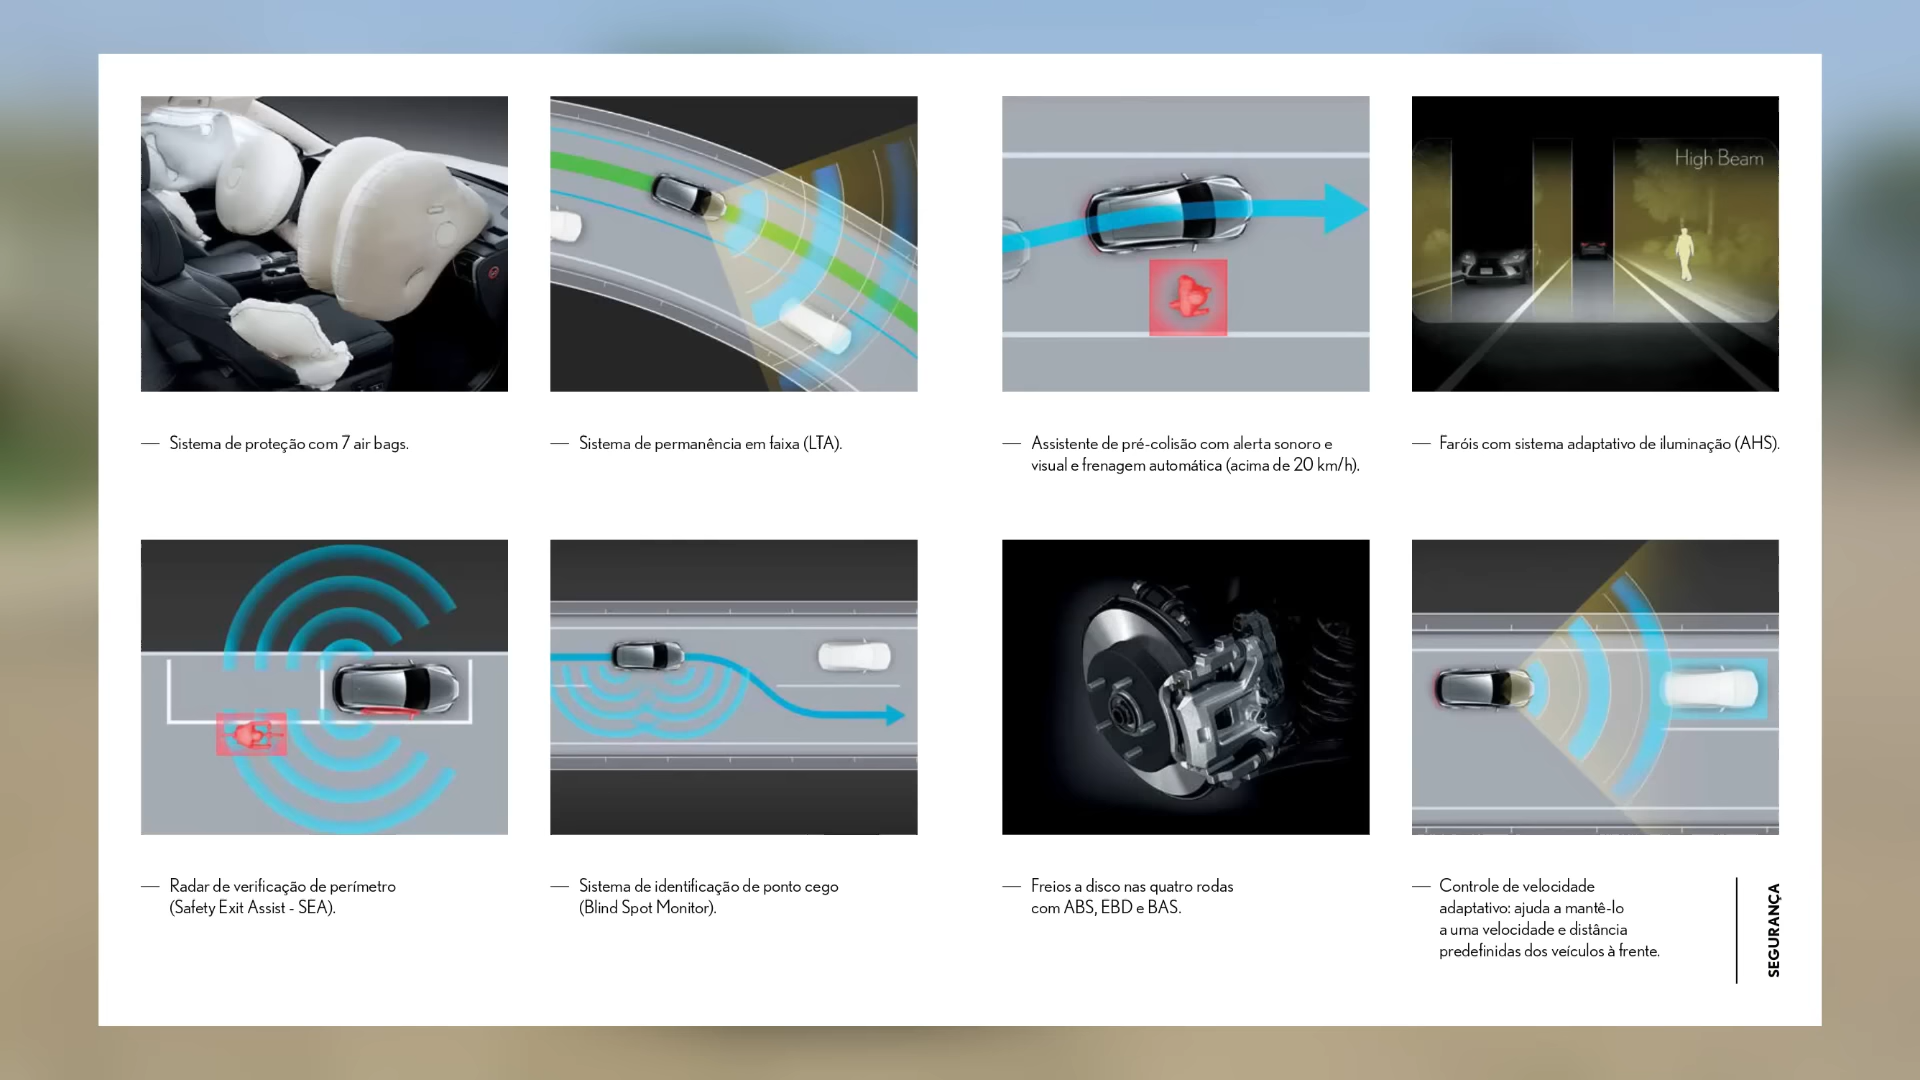 High Beam
— Sistema de proteção com 7 air bags.
— Sistema de permanência em faixa (LTA).
— Assistente de pré-colisão com alerta sonoro e
visual e frenagem automática (acima de 20 km/h).
— Faróis com sistema adaptativo de iluminação (AHS).
— Radar de verificação de perímetro
(Safety Exit Assist - SEA).
— Sistema de identificação de ponto cego
(Blind Spot Monitor).
— Freios a disco nas quatro rodas
com ABS, EBD e BAS.
— Controle de velocidade
adaptativo: ajuda a mantê-lo
a uma velocidade e distância
predefinidas dos veículos à frente.
SEGURANÇA